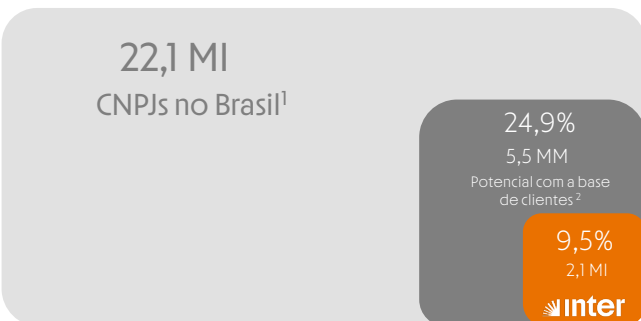 22,1 MI
CNPJs no Brasil¹
24,9%
5,5 MM
Potencial com a base
de clientes ²
9,5%
2,1 MI
inter